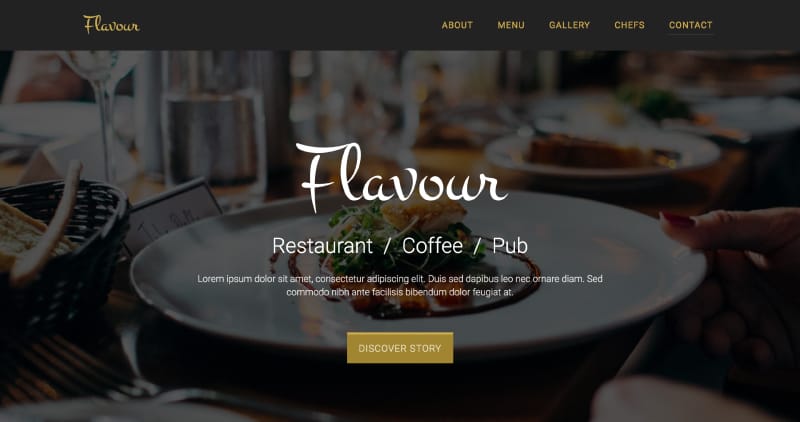 Flavour
ABOUT
MENU
GALLERY
CHEFS
CONTACT
Flavour
Restaurant / Coffee / Pub
Lorem ipsum dolor sit amet, consectetur adipiscing elit. Duis sed dapibus leo nec ornare diam. Sed
commodo nibh ante facilisis bibendum dolor feugiat at.
DISCOVER STORY